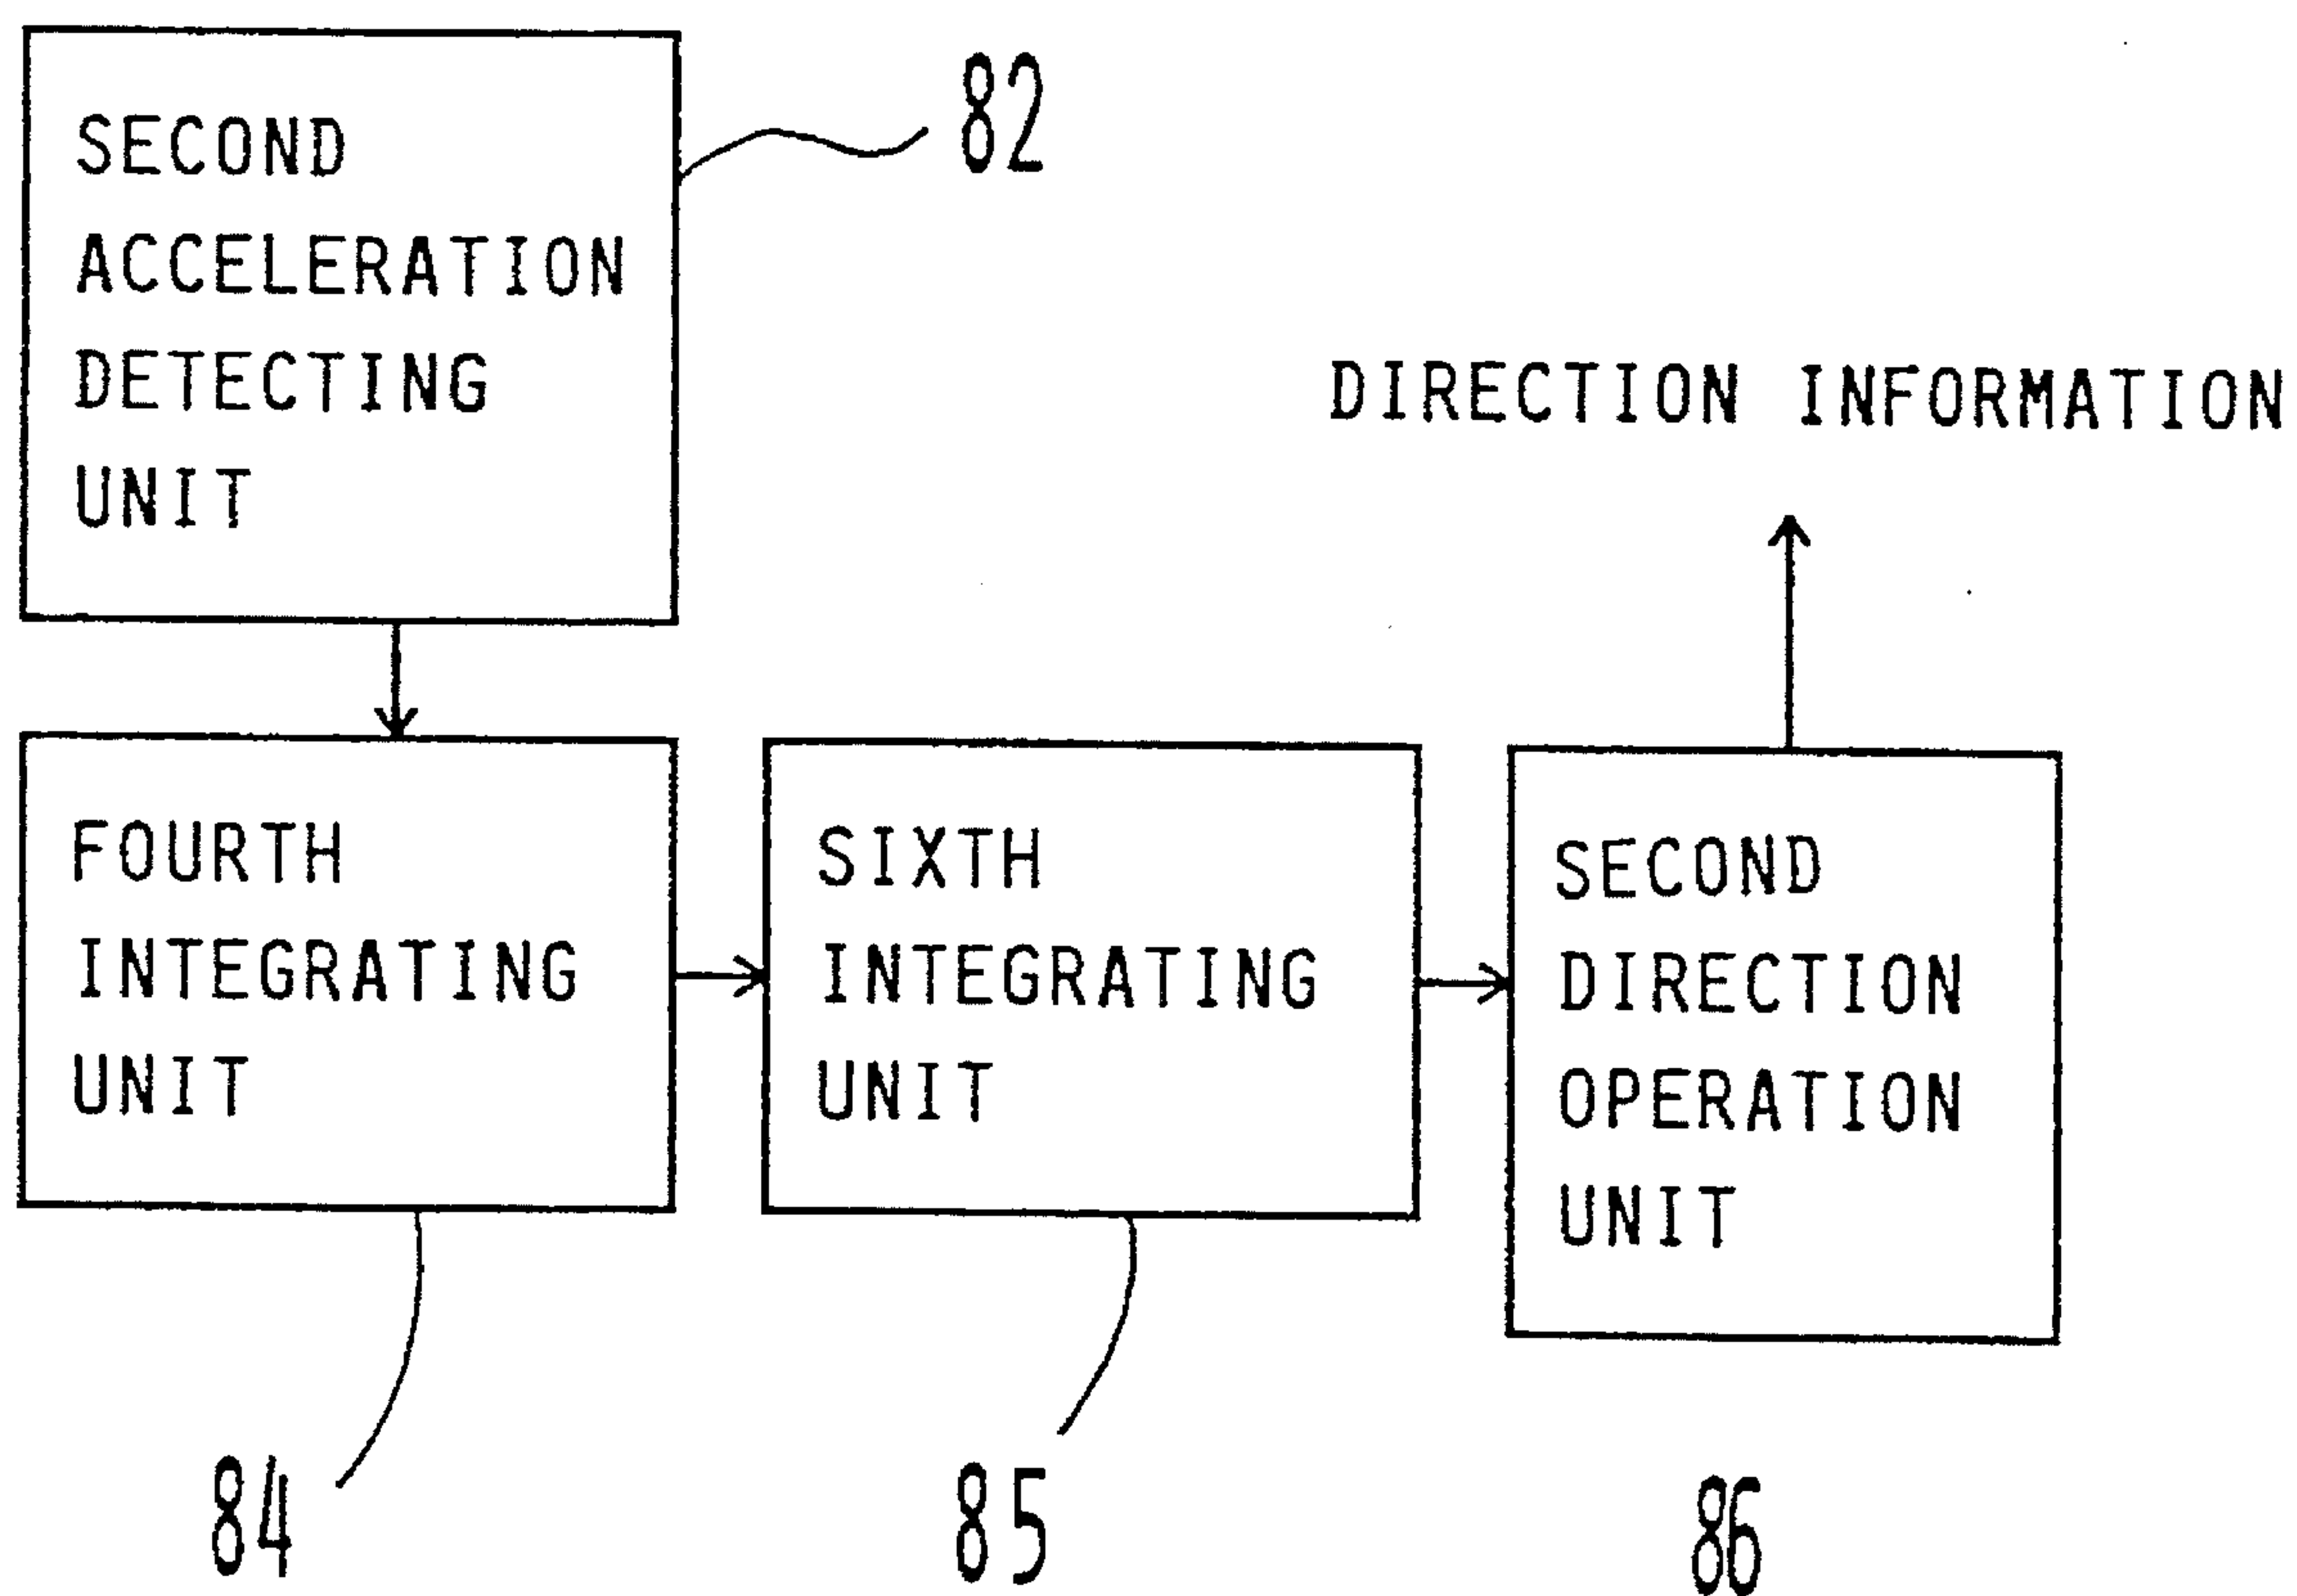 SECOND
ACCELERATION
DETECTING
UNIT
82
DIRECTION INFORMATION
FOURTH
INTEGRATING
UNIT
SIXTH
INTEGRATING
UNIT
SECOND
DIRECTION
OPERATION
UNIT
84
85
86